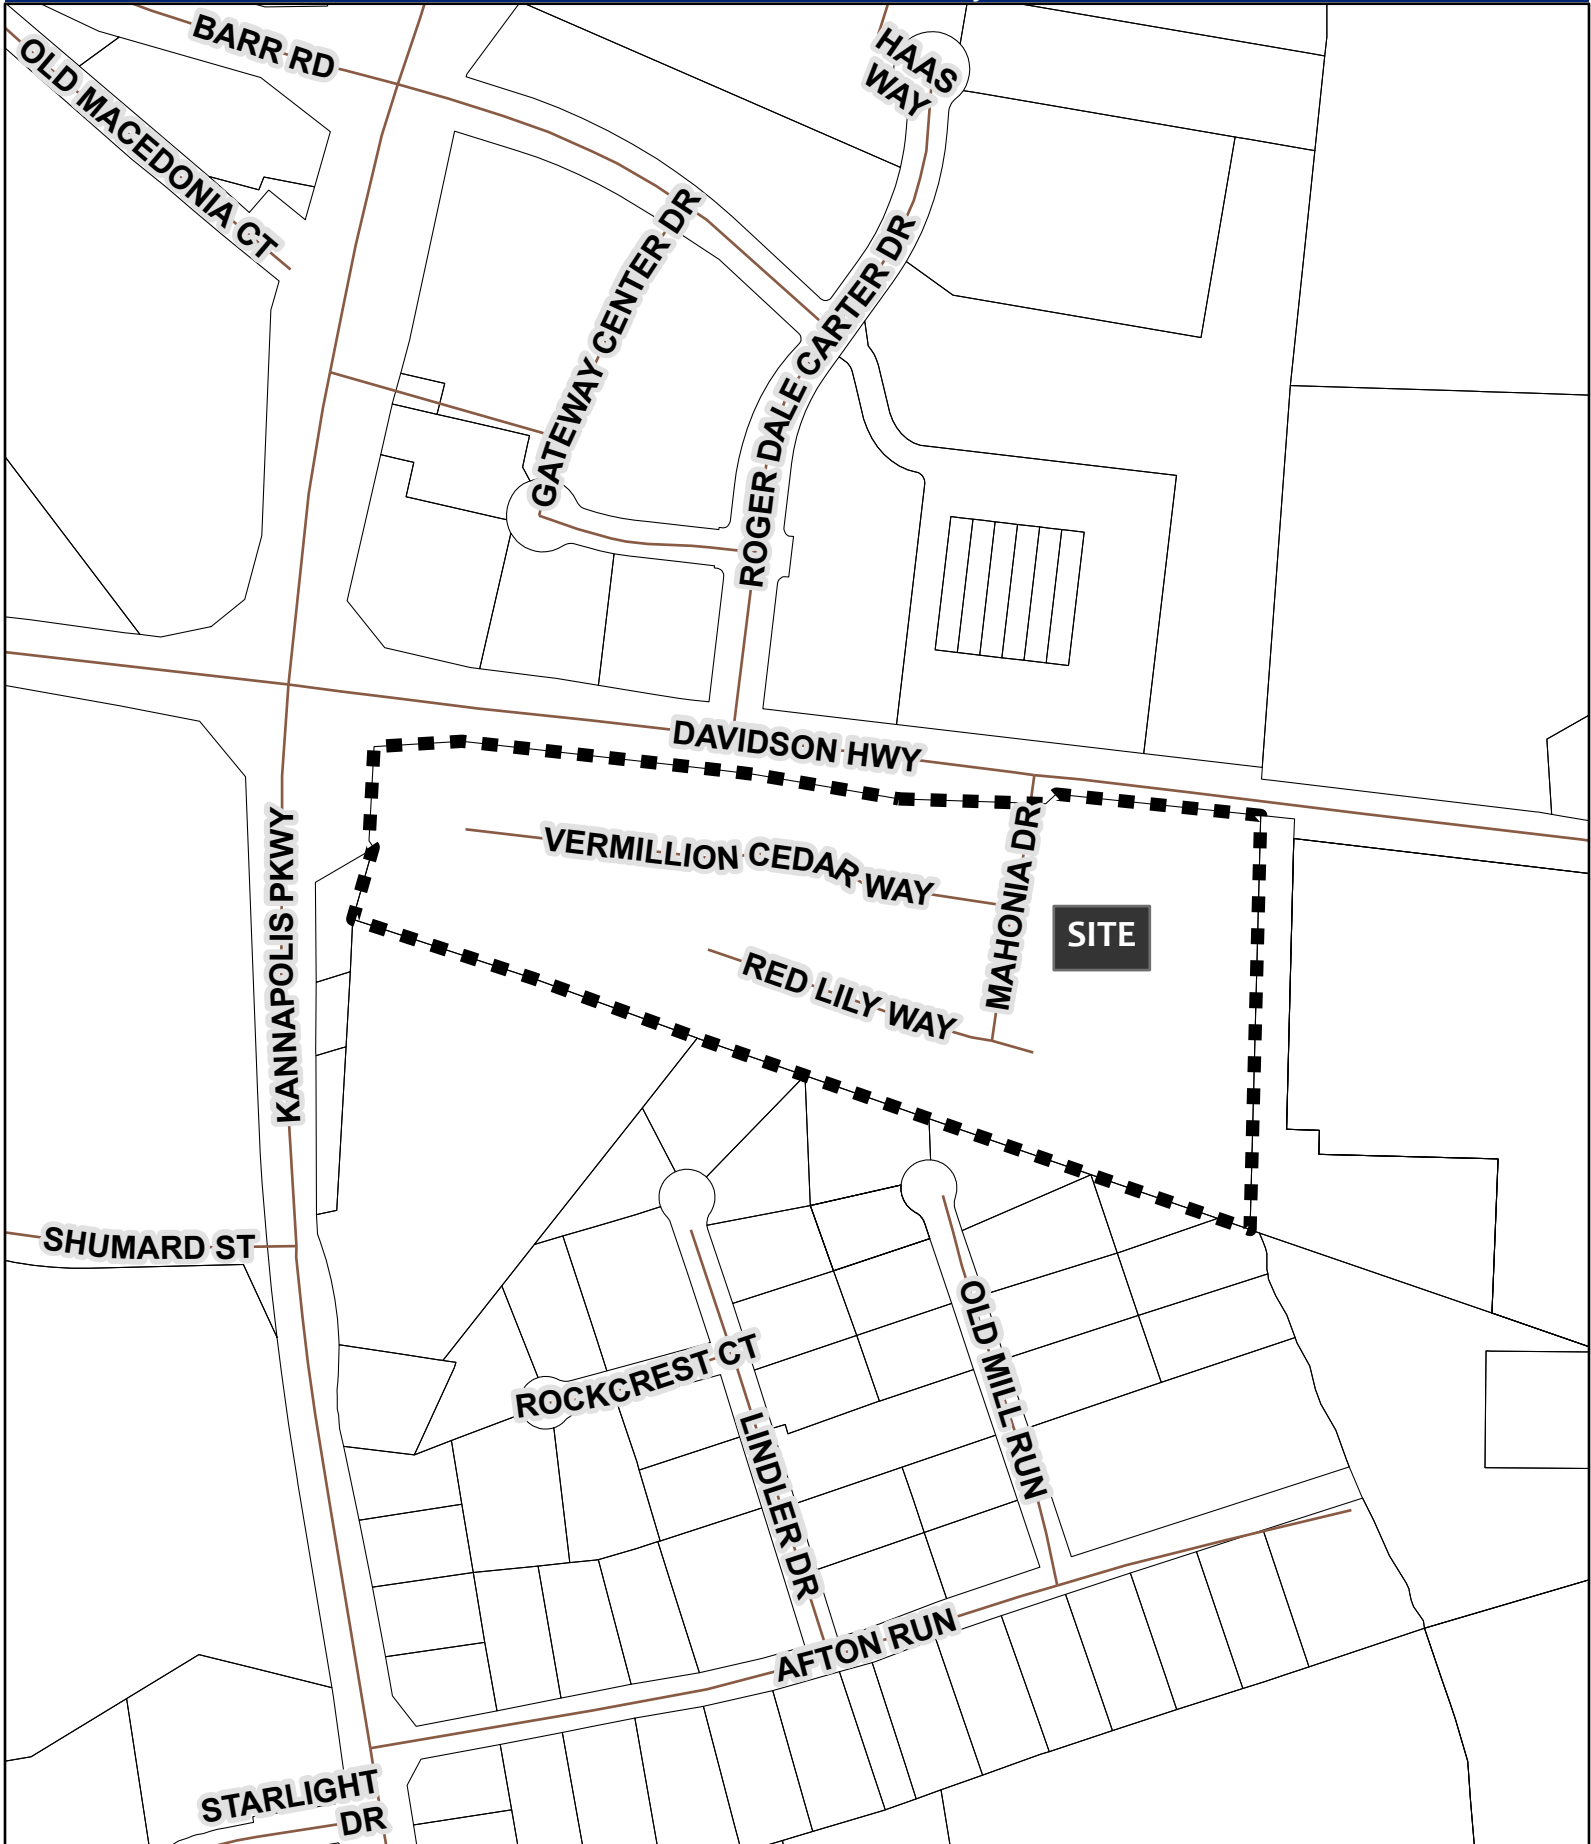 BARR RD
HAAS
WAY
OLD MACEDONIA CT
GATEWAY CENTER DR
ROGER DALE CARTER DR
DAVIDSON HWY
VERMILLION CEDAR WAY
MAHONIA DR
SITE
RED LILY WAY
KANNAPOLIS PKWY
SHUMARD ST
ROCKCREST CT
OLD MILL RUN
LINDLER DR
AFTON RUN
STARLIGHT
DR